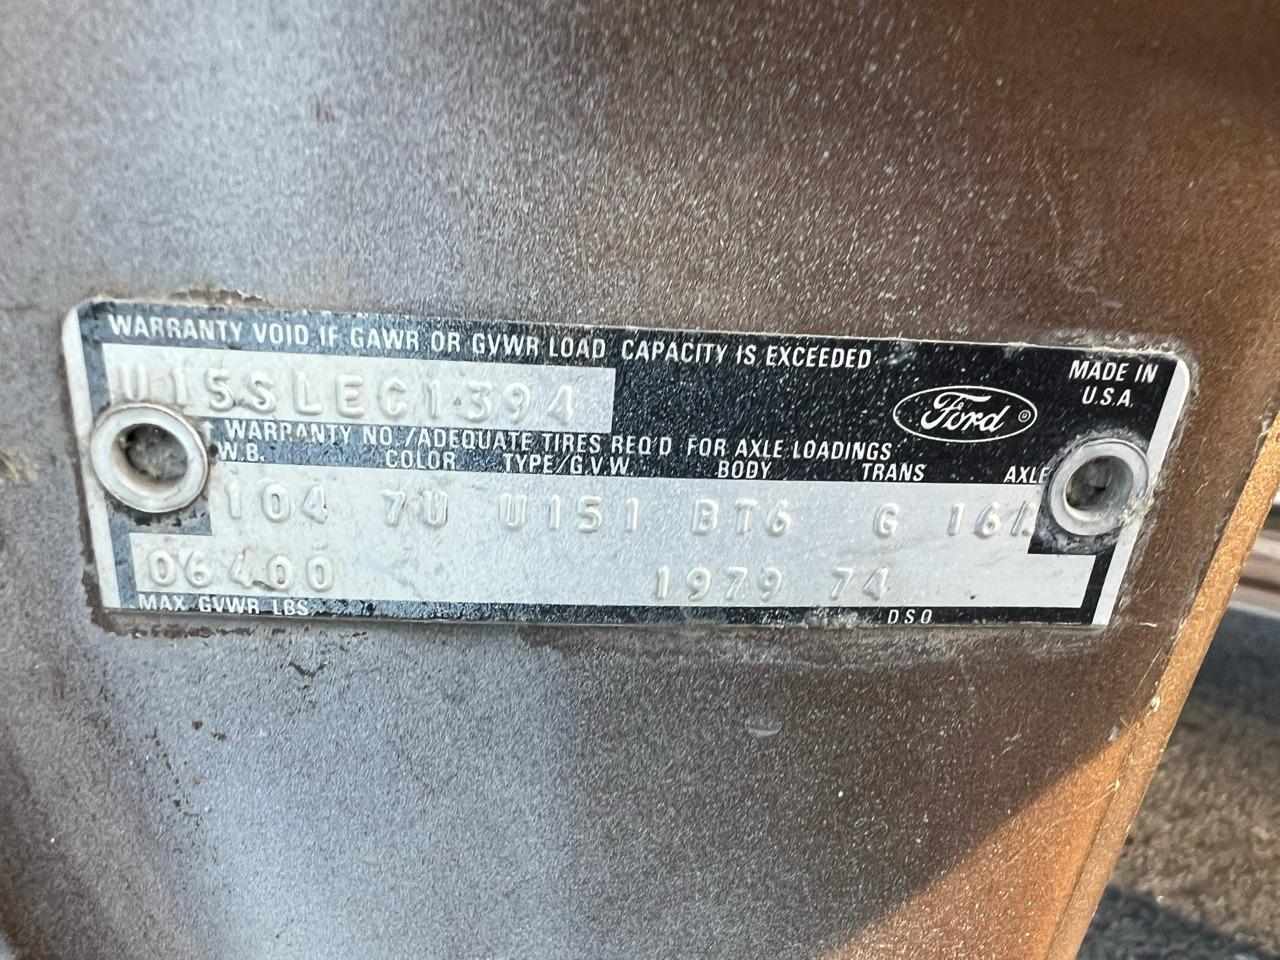 WARRANTY VOID IF GAWR OR GVWR LOAD CAPACITY IS EXCEEDED
MADE IN
U.S.A.
U15SLEC1394
Ford ®
WARRANTY NO./ADEQUATE TIRES REQ'D FOR AXLE LOADINGS
W.B. COLOR TYPE/G.V.W. BODY TRANS AXLE
104 7U U151 BT6 G
06400 1979 74
MAX. GVWR LBS. DSO